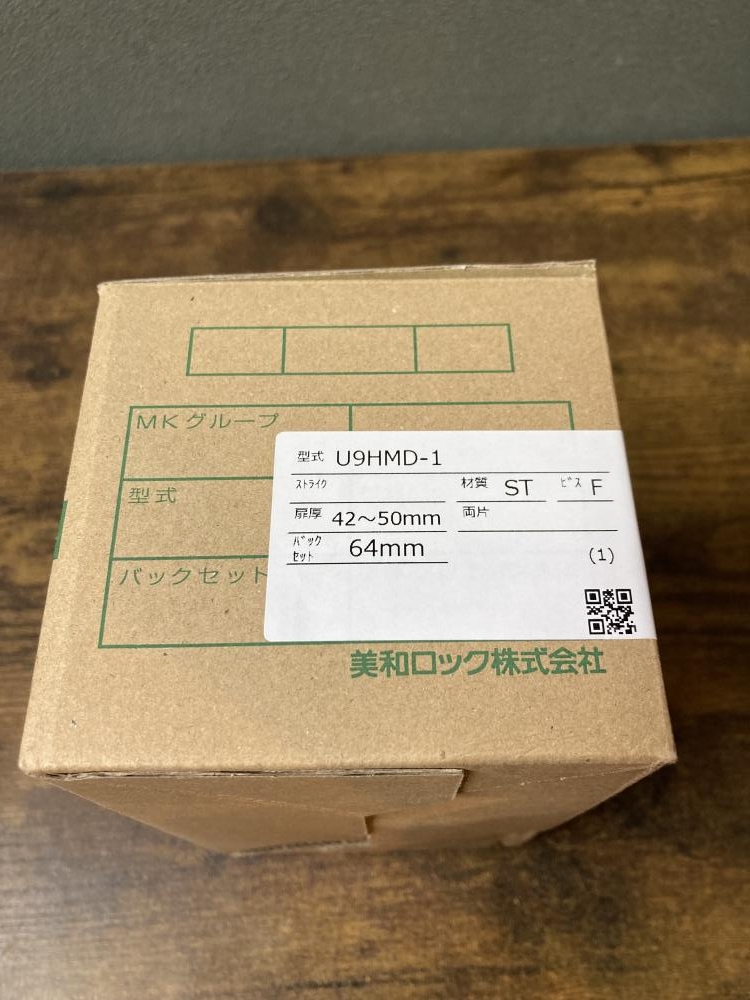 MKグループ
型式
バックセット
型式 U9HMD-1
ｽﾄﾗｲｸ
材質 ST ﾋﾞｽ F
扉厚 42～50mm 両片
ﾊﾞｯｸ
ｾｯﾄ 64mm
(1)
美和ロック株式会社